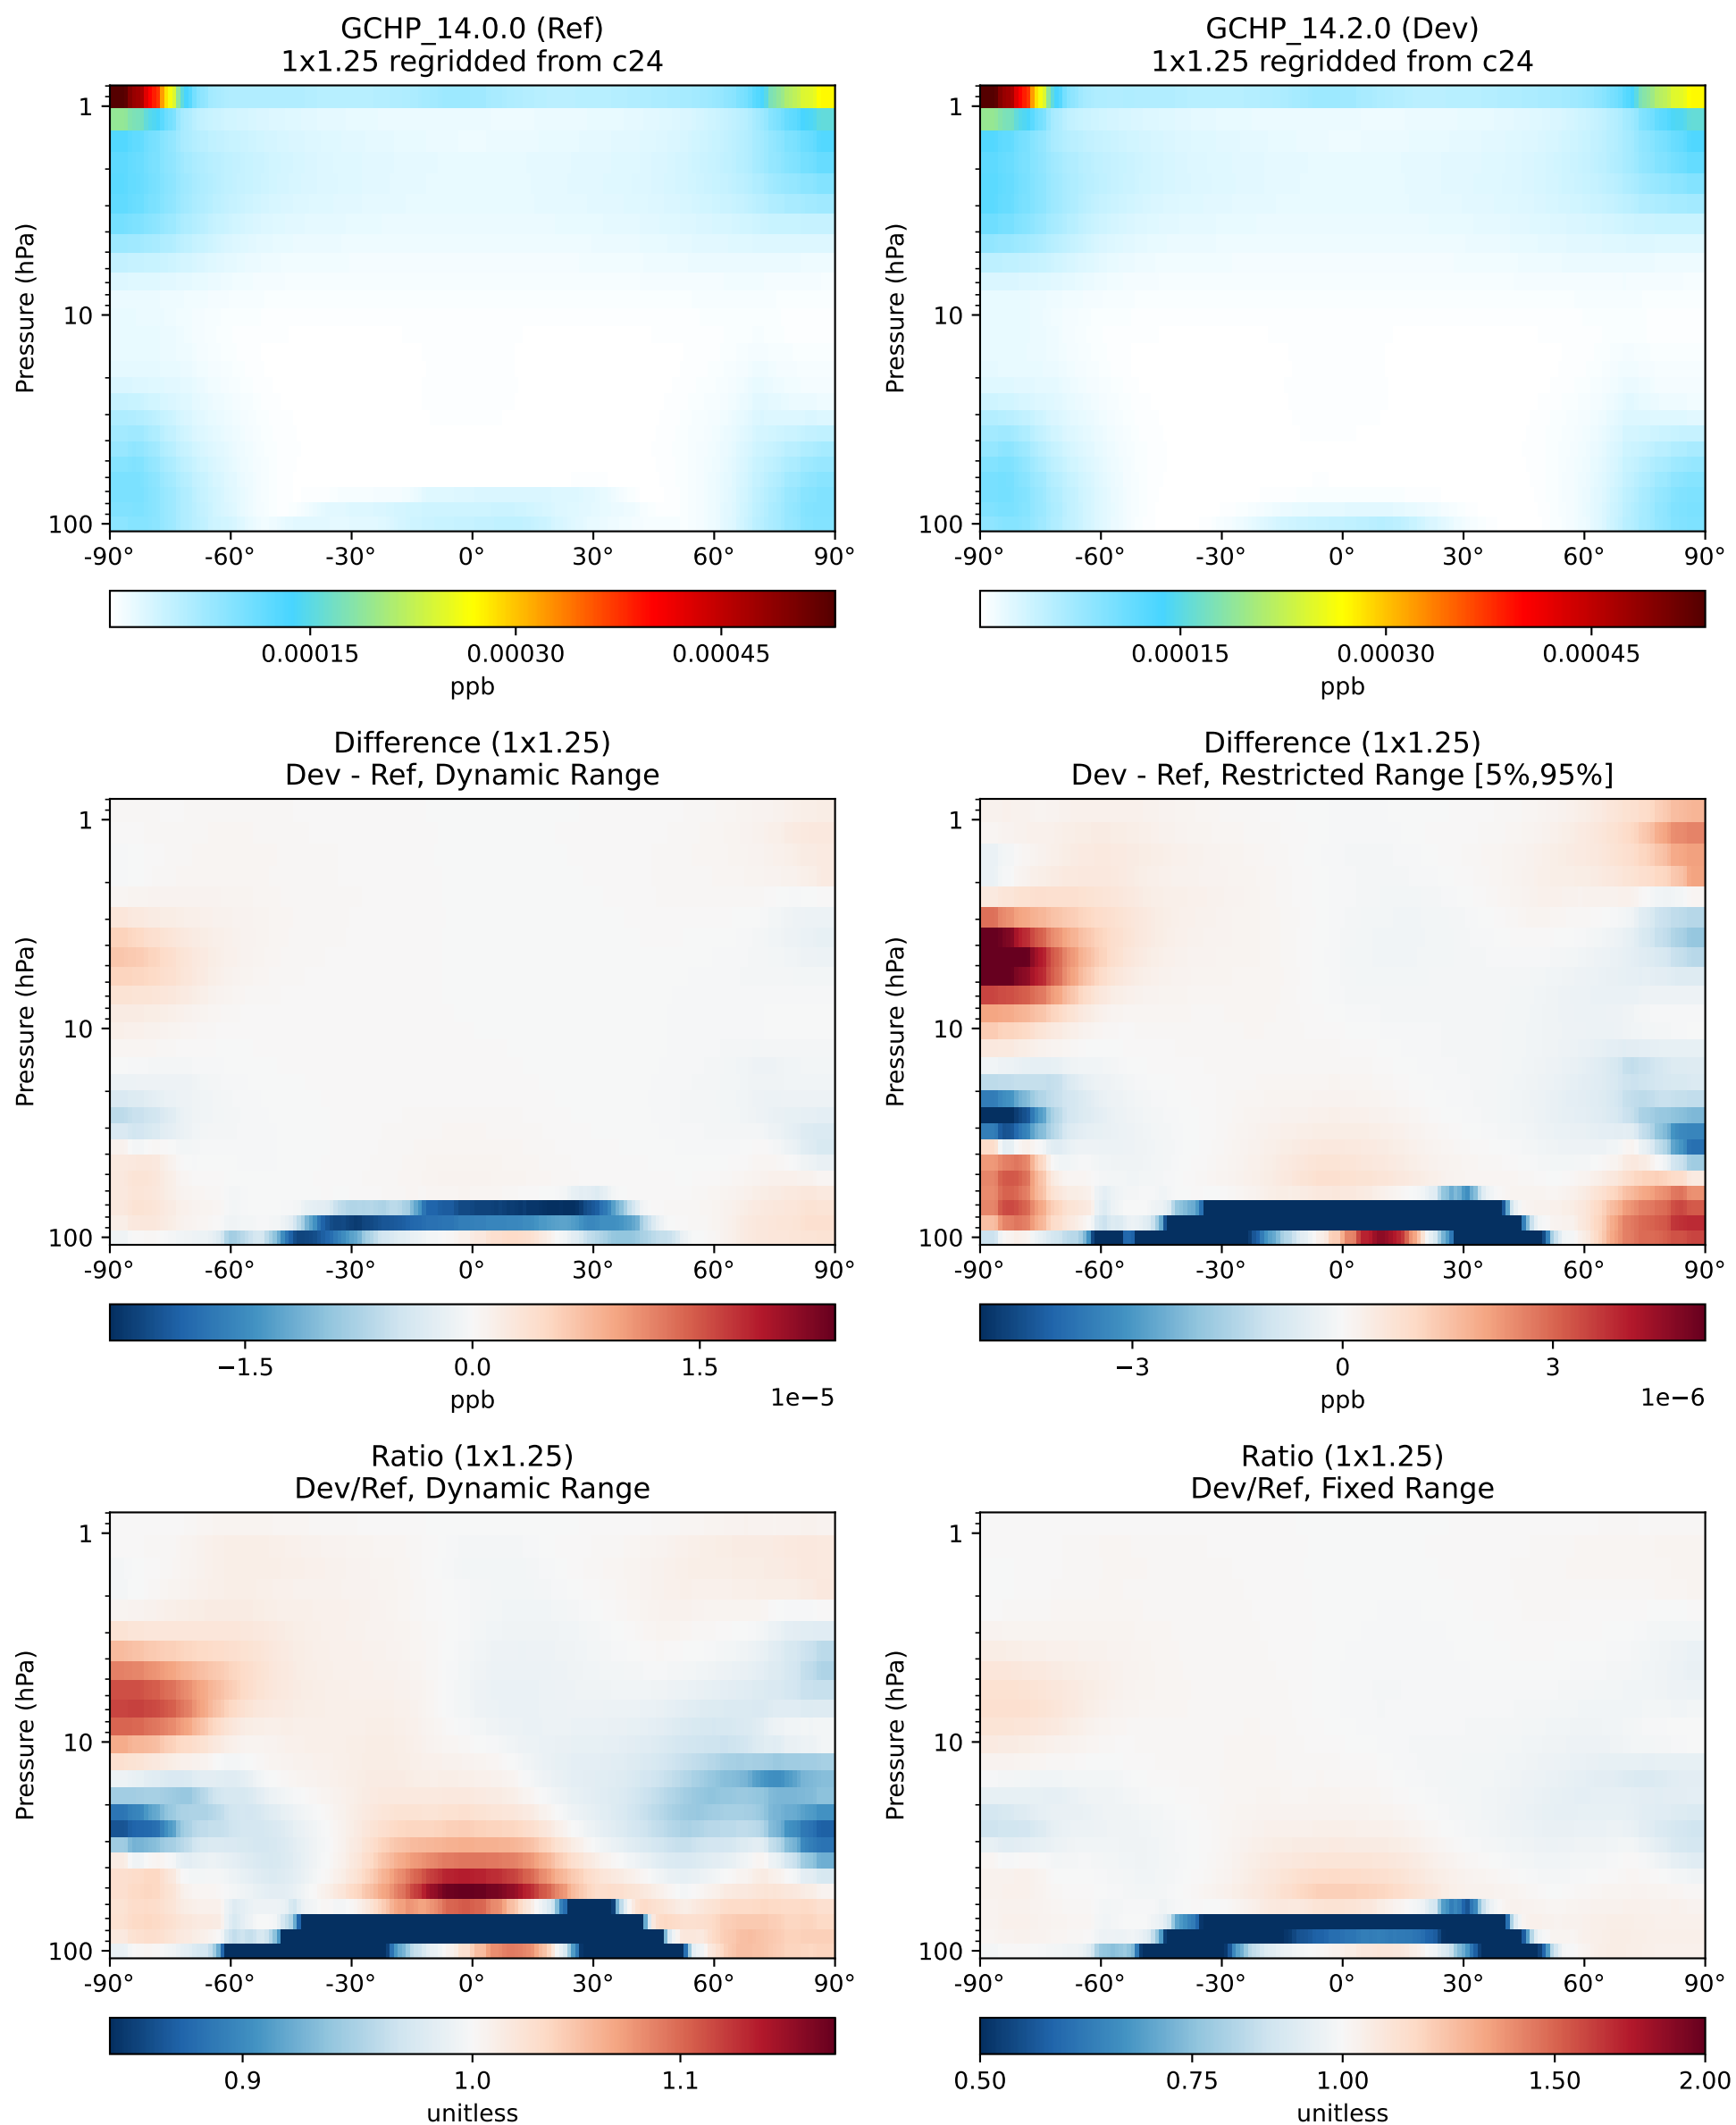 GCHP_14.0.0 (Ref)
1x1.25 regridded from c24
Pressure (hPa)
1
10
100
-90° -60° -30° 0° 30° 60° 90°
0.00015 0.00030 0.00045
ppb
GCHP_14.2.0 (Dev)
1x1.25 regridded from c24
Pressure (hPa)
1
10
100
-90° -60° -30° 0° 30° 60° 90°
0.00015 0.00030 0.00045
ppb
Difference (1x1.25)
Dev - Ref, Dynamic Range
Pressure (hPa)
1
10
100
-90° -60° -30° 0° 30° 60° 90°
−1.5 0.0 1.5
1e−5
ppb
Difference (1x1.25)
Dev - Ref, Restricted Range [5%,95%]
Pressure (hPa)
1
10
100
-90° -60° -30° 0° 30° 60° 90°
−3 0 3
1e−6
ppb
Ratio (1x1.25)
Dev/Ref, Dynamic Range
Pressure (hPa)
1
10
100
-90° -60° -30° 0° 30° 60° 90°
0.9 1.0 1.1
unitless
Ratio (1x1.25)
Dev/Ref, Fixed Range
Pressure (hPa)
1
10
100
-90° -60° -30° 0° 30° 60° 90°
0.50 0.75 1.00 1.50 2.00
unitless